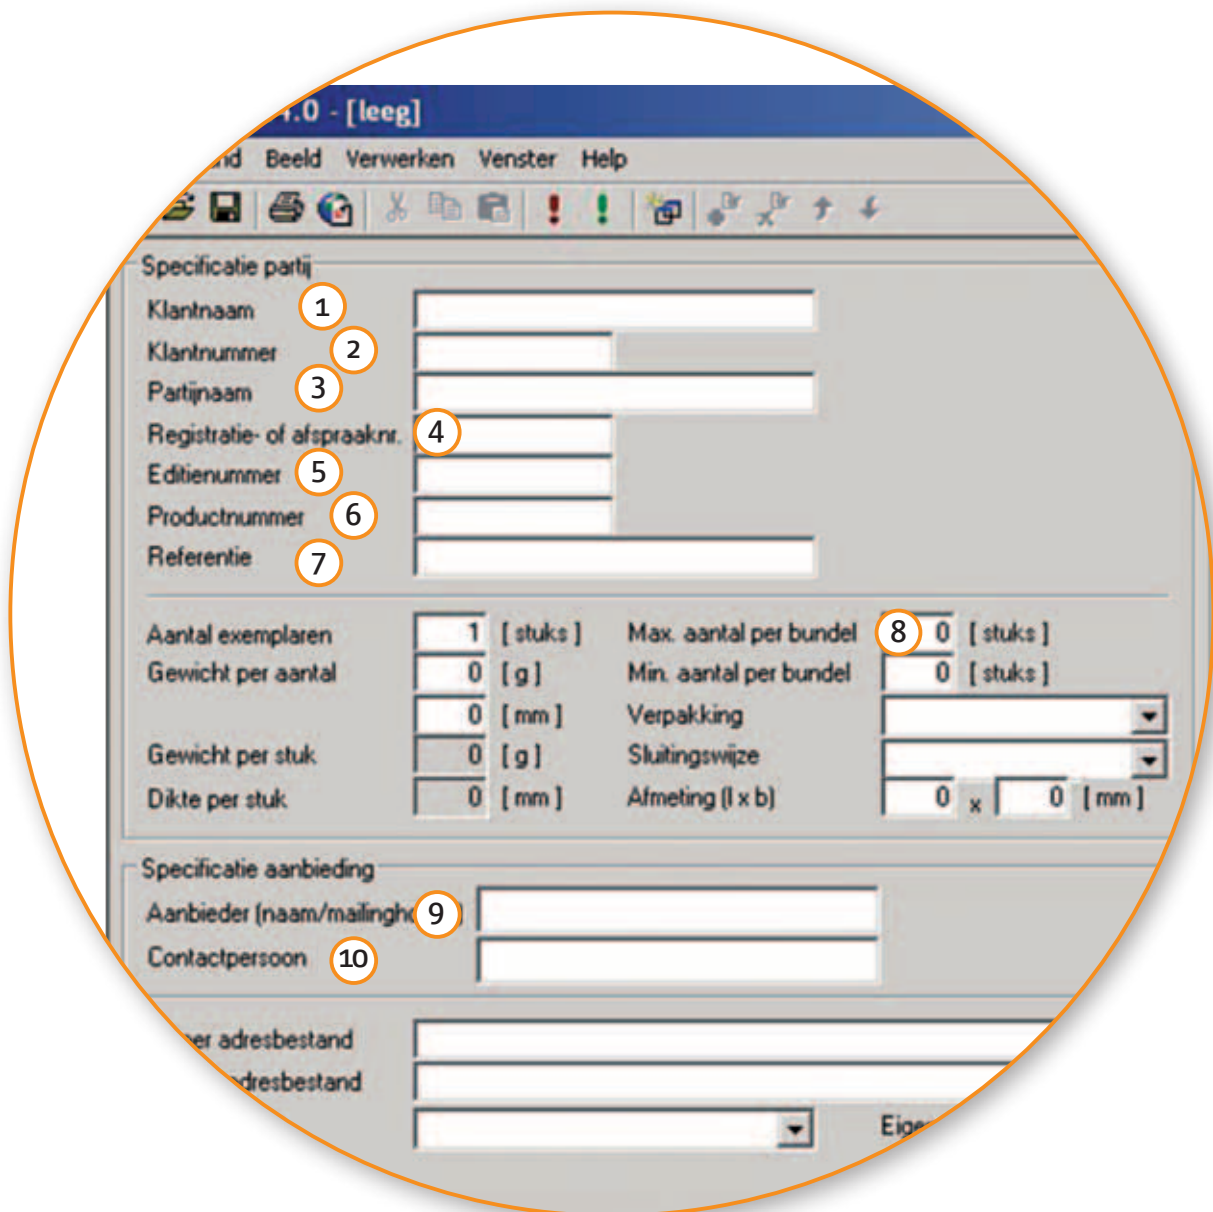 4.0 - [leeg]
Beeld Verwerken Venster Help
Specificatie partij
Klantnaam 1
Klantnummer 2
Partijnaam 3
Registratie- of afspraaknr. 4
Editienummer 5
Productnummer 6
Referentie 7
Aantal exemplaren 1 [ stuks ] Max. aantal per bundel 8 0 [ stuks ]
Gewicht per aantal 0 [ g ] Min. aantal per bundel 0 [ stuks ]
0 [ mm ] Verpakking
Gewicht per stuk 0 [ g ] Sluitingswijze
Dikte per stuk 0 [ mm ] Afmeting (l x b) 0 x 0 [ mm ]
Specificatie aanbieding
Aanbieder (naam/mailingho 9 )
Contactpersoon 10
adresbestand
adresbestand